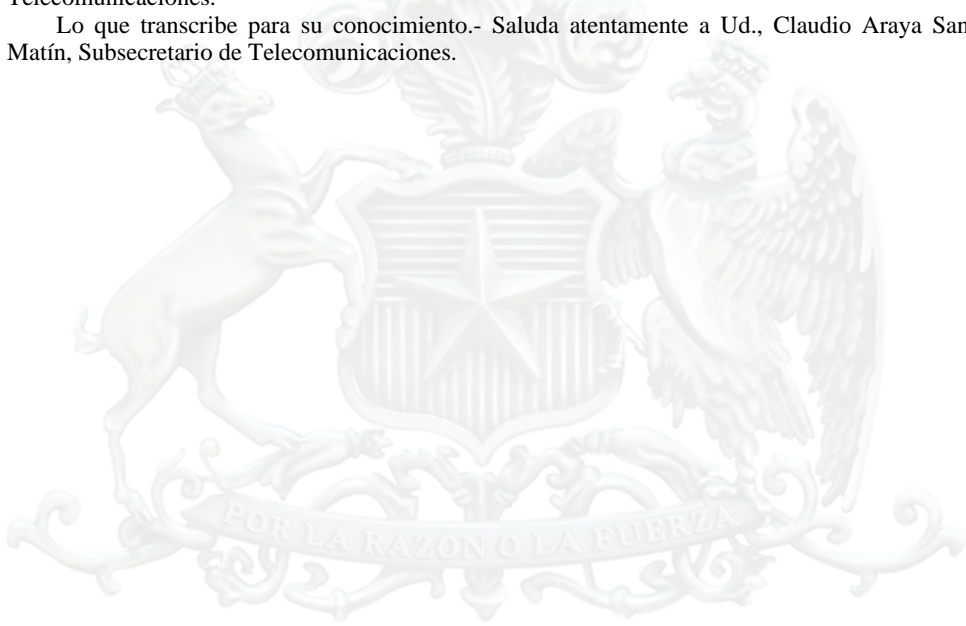 Telecomunicaciones.
Lo que transcribe para su conocimiento.- Saluda atentamente a Ud., Claudio Araya San
Matín, Subsecretario de Telecomunicaciones.
POR LA RAZON O LA FUERZA